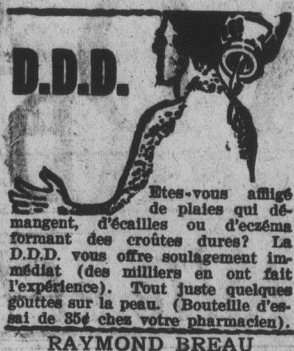 D.D.D.
Etes-vous affligé
de plaies qui dé-
mangent, d'écailles ou d'eczéma
formant des croûtes dures? La
D.D.D. vous offre soulagement im-
médiat (des milliers en ont fait
l'expérience). Tout juste quelques
gouttes sur la peau. (Bouteille d'es-
sai de 35¢ chez votre pharmacien).
RAYMOND BREAU